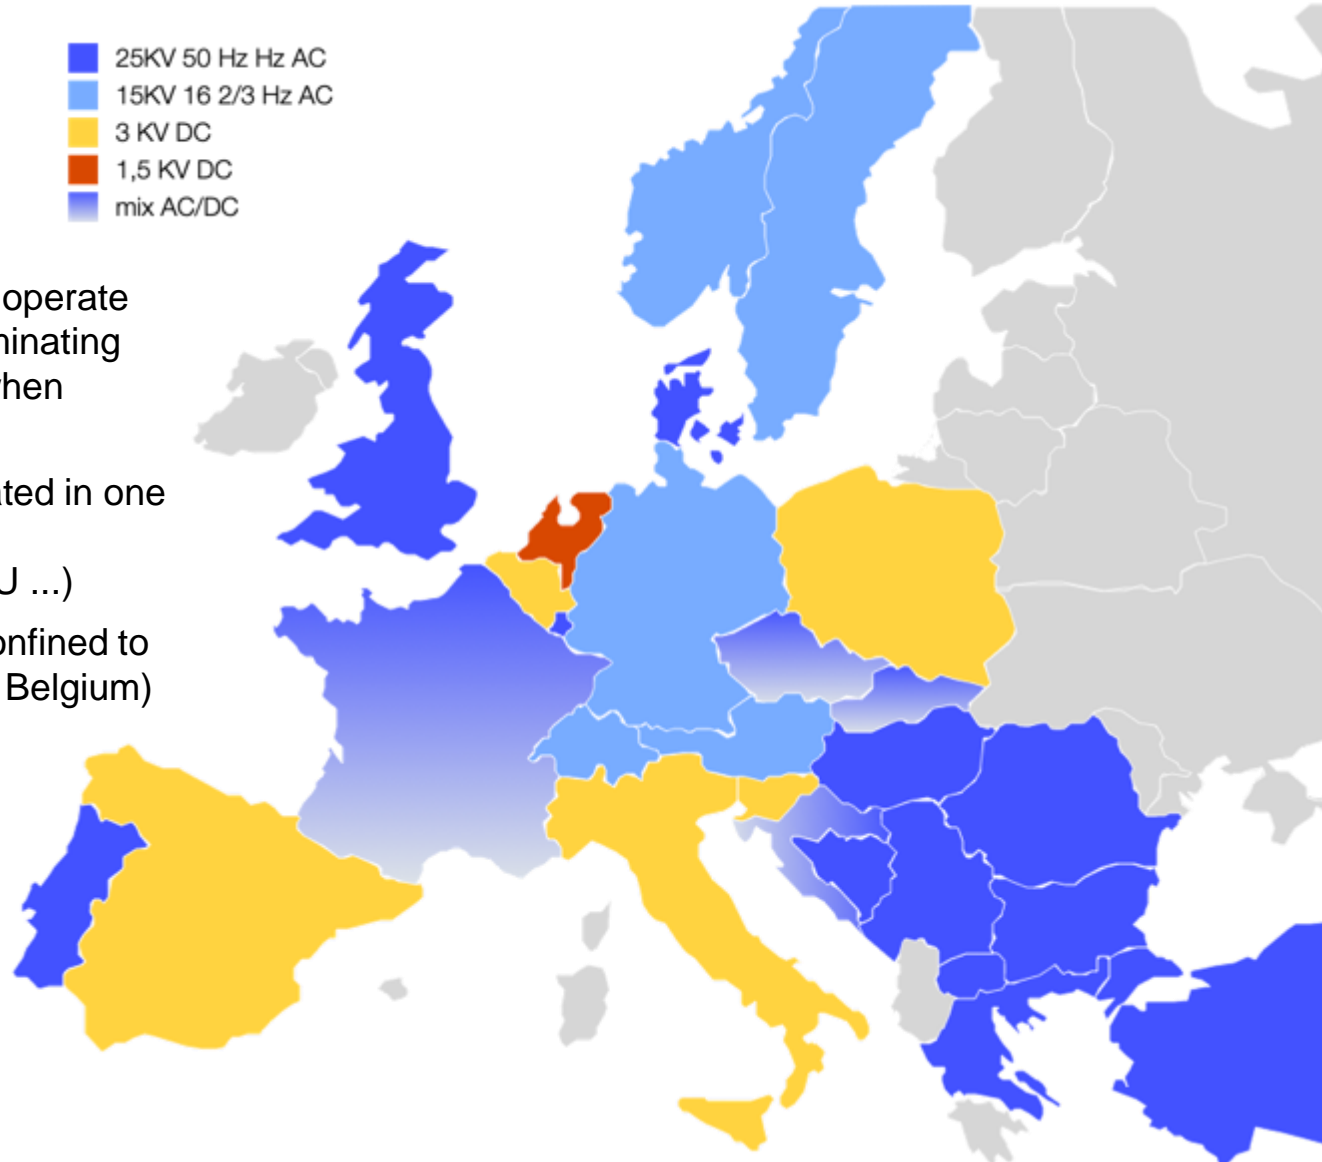 25KV 50 Hz Hz AC
15KV 16 2/3 Hz AC
3 KV DC
1,5 KV DC
mix AC/DC
operate
ninating
hen
ated in one
U ...)
onfined to
Belgium)